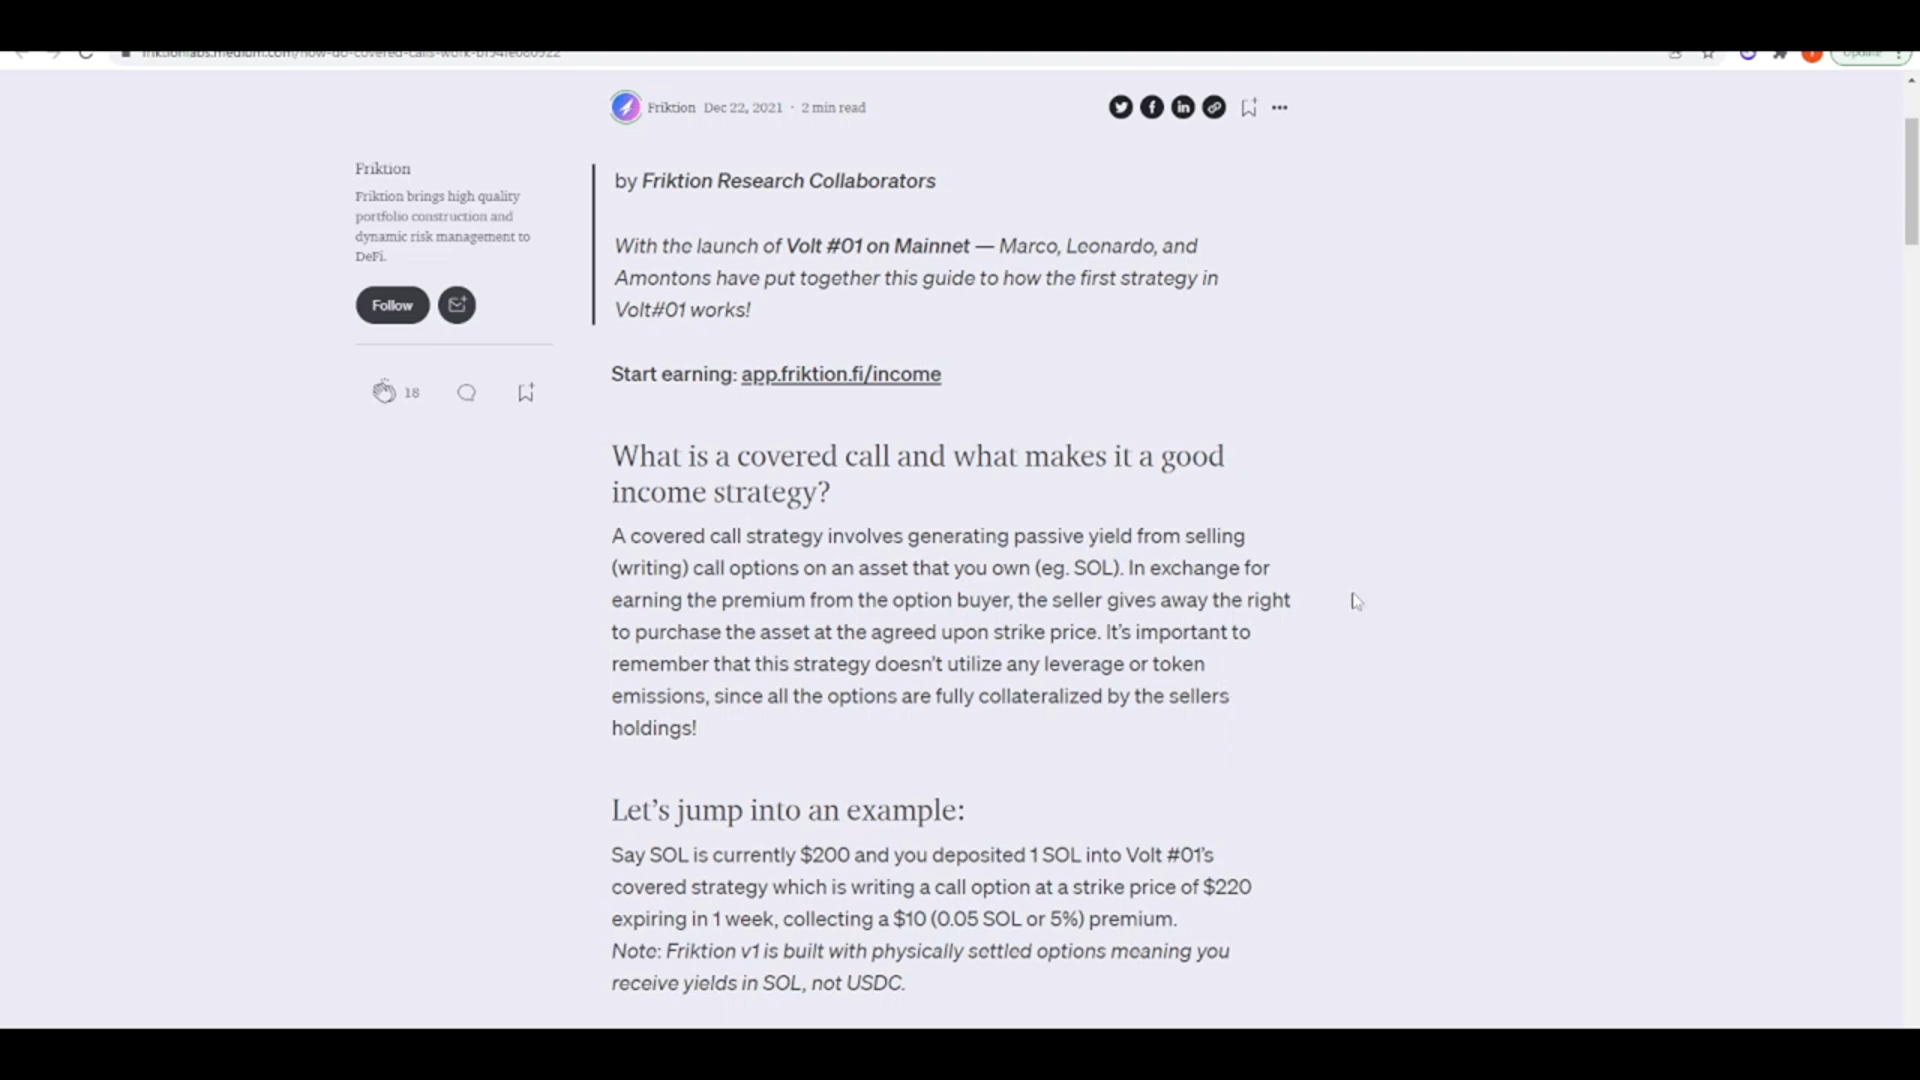 friktionlabs.medium.com/how-do-covered-calls-work-
Update
Friktion Dec 22, 2021 · 2 min read
Friktion
Friktion brings high quality
portfolio construction and
dynamic risk management to
DeFi.
Follow
18
by Friktion Research Collaborators
With the launch of Volt #01 on Mainnet — Marco, Leonardo, and
Amontons have put together this guide to how the first strategy in
Volt#01 works!
Start earning: app.friktion.fi/income
What is a covered call and what makes it a good
income strategy?
A covered call strategy involves generating passive yield from selling
(writing) call options on an asset that you own (eg. SOL). In exchange for
earning the premium from the option buyer, the seller gives away the right
to purchase the asset at the agreed upon strike price. It’s important to
remember that this strategy doesn’t utilize any leverage or token
emissions, since all the options are fully collateralized by the sellers
holdings!
Let’s jump into an example:
Say SOL is currently $200 and you deposited 1 SOL into Volt #01’s
covered strategy which is writing a call option at a strike price of $220
expiring in 1 week, collecting a $10 (0.05 SOL or 5%) premium.
Note: Friktion v1 is built with physically settled options meaning you
receive yields in SOL, not USDC.